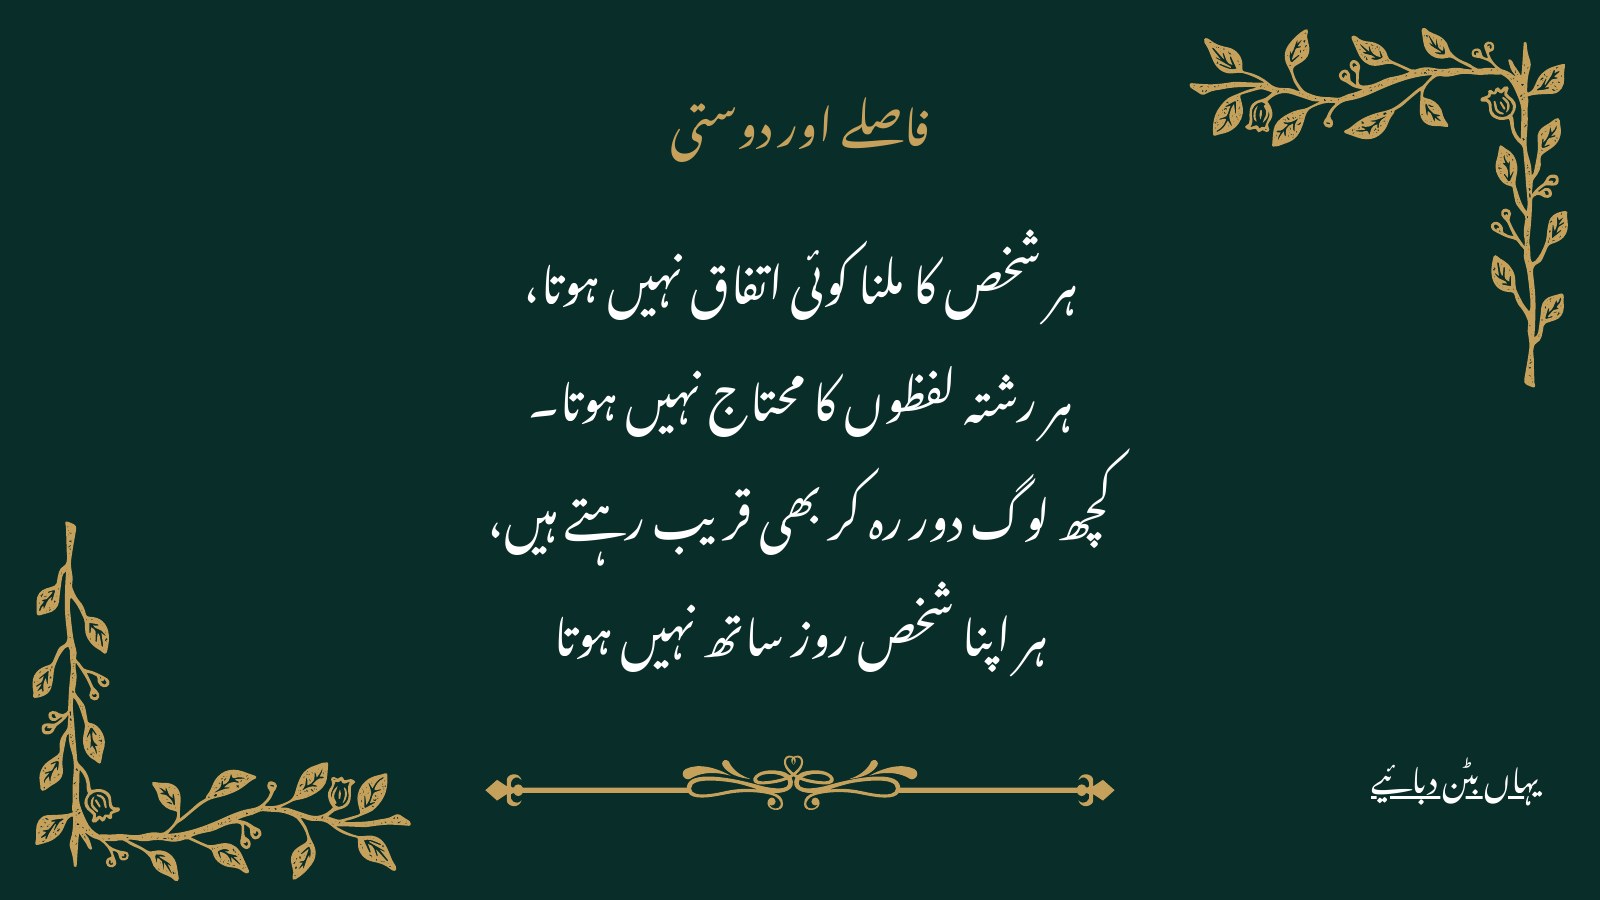 فاصلے اور دوستی
ہر شخص کا ملنا کوئی اتفاق نہیں ہوتا،
ہر رشتہ لفظوں کا محتاج نہیں ہوتا۔
کچھ لوگ دور رہ کر بھی قریب رہتے ہیں،
ہر اپنا شخص روز ساتھ نہیں ہوتا
یہاں بٹن دبائیے